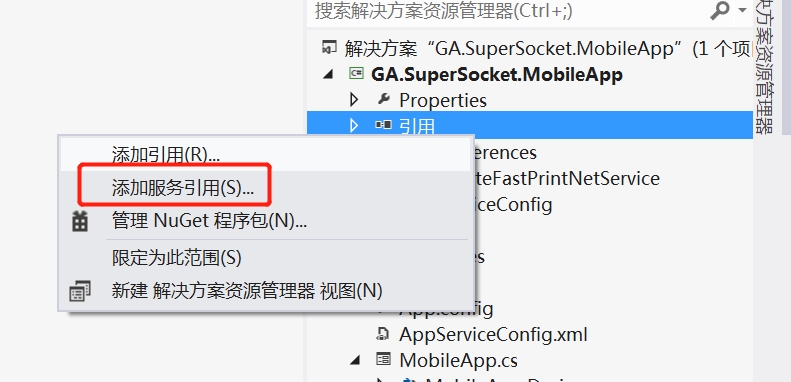 搜索解决方案资源管理器(Ctrl+;)
解决方案“GA.SuperSocket.MobileApp”(1 个项
GA.SuperSocket.MobileApp
Properties
引用
erences
teFastPrintNetService
ceConfig
es
App.config
AppServiceConfig.xml
MobileApp.cs
添加引用(R)...
添加服务引用(S)...
管理 NuGet 程序包(N)...
限定为此范围(S)
新建 解决方案资源管理器 视图(N)
方案资源管理器